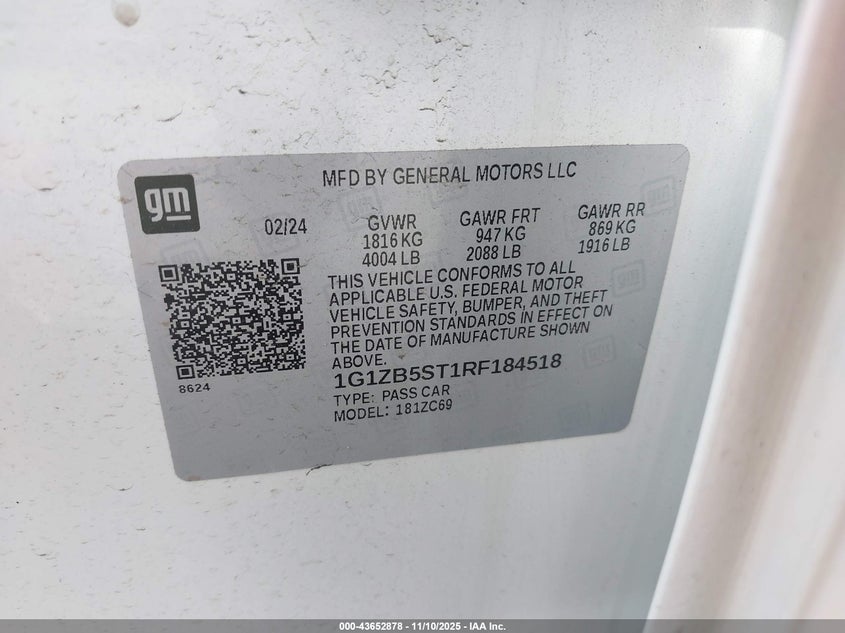 gm
MFD BY GENERAL MOTORS LLC
02/24
GVWR
1816 KG
4004 LB
GAWR FRT
947 KG
2088 LB
GAWR RR
869 KG
1916 LB
THIS VEHICLE CONFORMS TO ALL
APPLICABLE U.S. FEDERAL MOTOR
VEHICLE SAFETY, BUMPER, AND THEFT
PREVENTION STANDARDS IN EFFECT ON
THE DATE OF MANUFACTURE SHOWN
ABOVE.
8624
1G1ZB5ST1RF184518
TYPE: PASS CAR
MODEL: 181ZC69
000-43652878 - 11/10/2025 - IAA Inc.